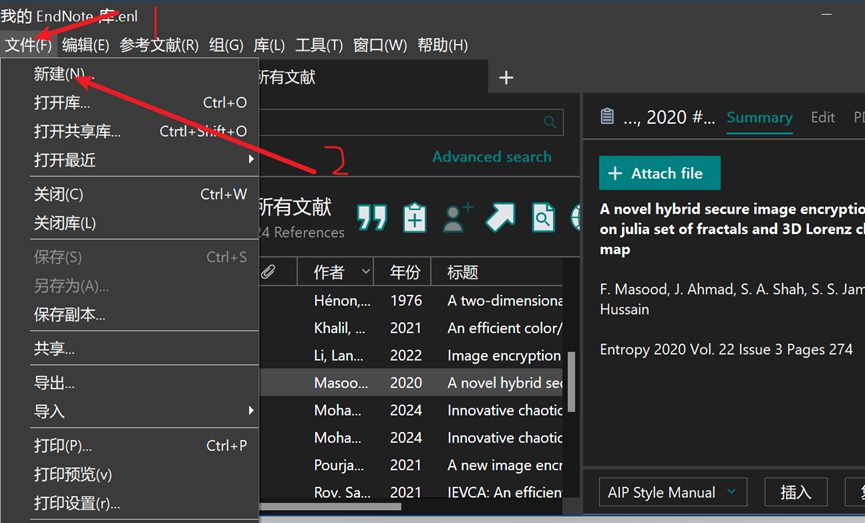 我的 EndNote 库.enl
1
文件(F) 编辑(E) 参考文献(R) 组(G) 库(L) 工具(T) 窗口(W) 帮助(H)
新建(N)...
打开库... Ctrl+O
打开共享库... Ctrtl+Shift+O
打开最近
关闭(C) Ctrl+W
关闭库(L)
保存(S) Ctrl+S
另存为(A)...
保存副本...
共享...
导出...
导入
打印(P)... Ctrl+P
打印预览(v)
打印设置(r)...
2
所有文献 +
Advanced search
所有文献
24 References
作者 年份 标题
Hénon,... 1976 A two-dimensiona
Khalil, ... 2021 An efficient color/
Li, Lan... 2022 Image encryption
Masoo... 2020 A novel hybrid sec
Moha... 2024 Innovative chaotic
Moha... 2024 Innovative chaotic
Pourja... 2021 A new image encr
Roy, Sa... 2021 IEVCA: An efficien
..., 2020 #... Summary Edit PD
+ Attach file
A novel hybrid secure image encryptio
on julia set of fractals and 3D Lorenz c
map
F. Masood, J. Ahmad, S. A. Shah, S. S. Jam
Hussain
Entropy 2020 Vol. 22 Issue 3 Pages 274
AIP Style Manual 插入